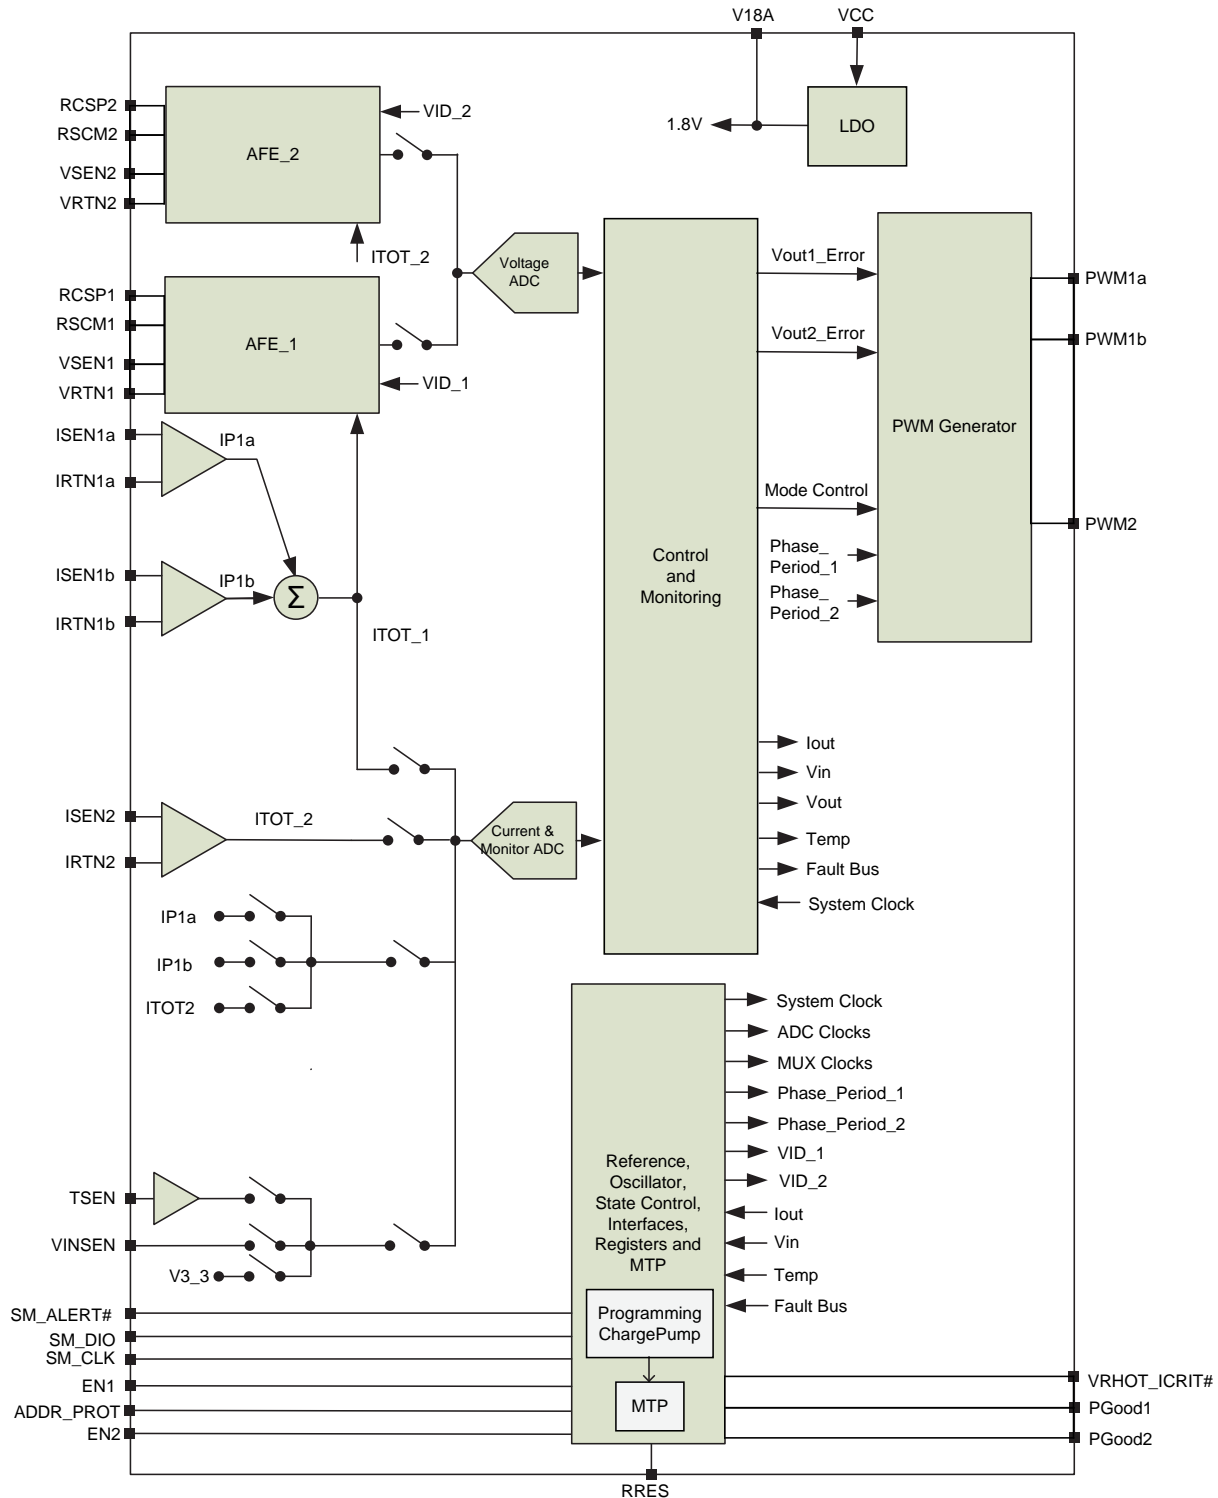 V18A
VCC
RCSP2
RSCM2
VSEN2
VRTN2
AFE_2
VID_2
ITOT_2
1.8V
LDO
RCSP1
RSCM1
VSEN1
VRTN1
AFE_1
VID_1
Voltage
ADC
ISEN1a
IRTN1a
IP1a
ISEN1b
IRTN1b
IP1b
Σ
ITOT_1
Control
and
Monitoring
Vout1_Error
Vout2_Error
Mode Control
Phase_
Period_1
Phase_
Period_2
PWM Generator
PWM1a
PWM1b
PWM2
Iout
Vin
Vout
Temp
Fault Bus
System Clock
ISEN2
IRTN2
ITOT_2
Current &
Monitor ADC
IP1a
IP1b
ITOT2
TSEN
VINSEN
V3_3
SM_ALERT#
SM_DIO
SM_CLK
EN1
ADDR_PROT
EN2
Reference,
Oscillator,
State Control,
Interfaces,
Registers and
MTP
Programming
ChargePump
MTP
System Clock
ADC Clocks
MUX Clocks
Phase_Period_1
Phase_Period_2
VID_1
VID_2
Iout
Vin
Temp
Fault Bus
VRHOT_ICRIT#
PGood1
PGood2
RRES